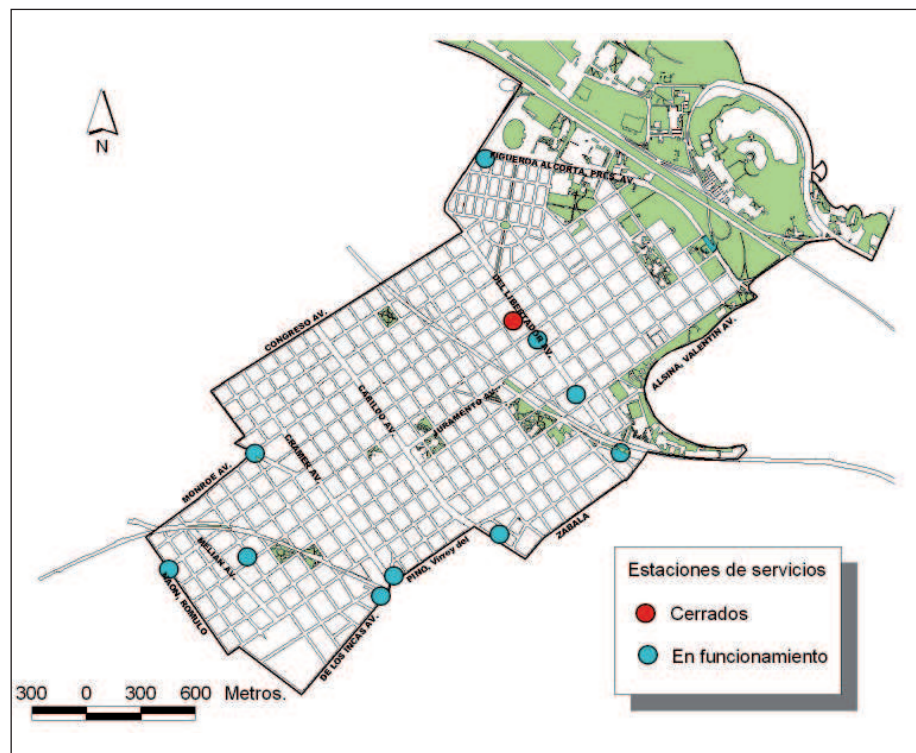 N
FIGUEROA ALCORTA, PRES. AV.
DEL LIBERTADOR AV.
CONGRESO AV.
ALSINA, VALENTIN AV.
CABILDO AV.
JURAMENTO AV.
CRAMER AV.
MONROE AV.
ZABALA
MELIAN AV.
PINO, Virrey del
NAON, ROMULO
DE LOS INCAS AV.
Estaciones de servicios
Cerrados
En funcionamiento
300 0 300 600 Metros.